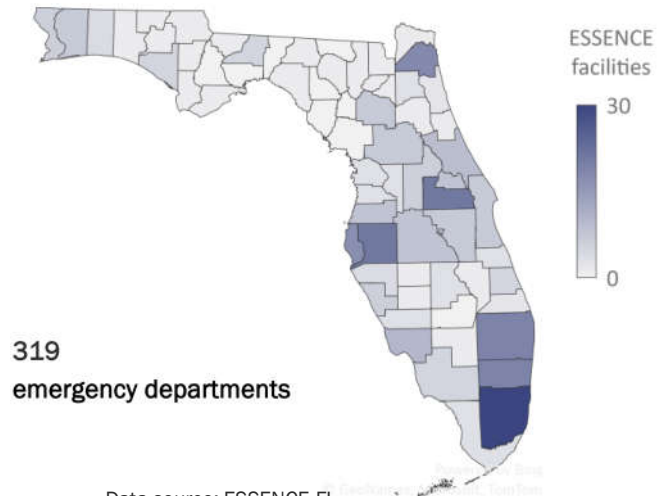 ESSENCE
facilities
30
0
319
emergency departments
Data source: ESSENCE-FL